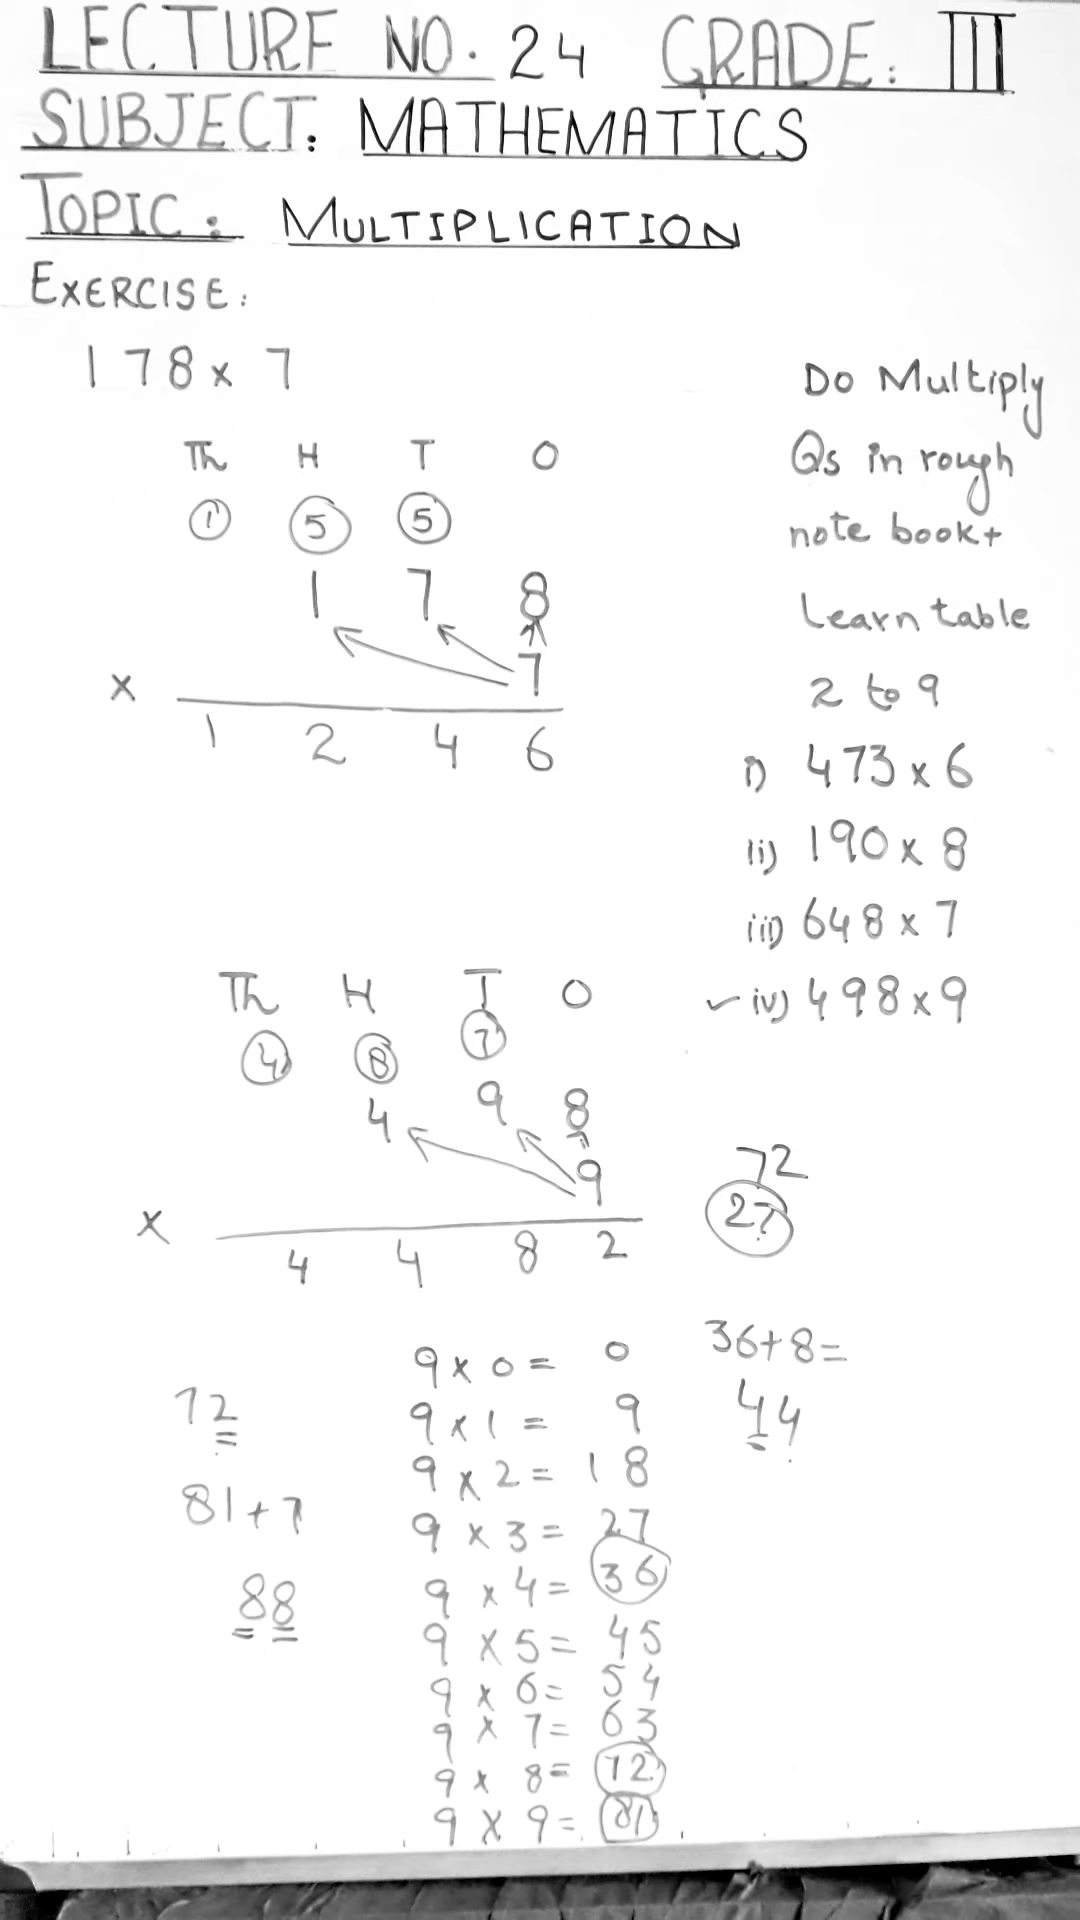 LECTURE NO. 24 GRADE: III
SUBJECT: MATHEMATICS
TOPIC: MULTIPLICATION
EXERCISE:
178 x 7
Th H T O
1 5 5
1 7 8
7
x
1 2 4 6
Do Multiply
Qs in rough
note book+
Learn table
2 to 9
i) 473 x 6
ii) 190 x 8
iii) 648 x 7
✓ iv) 498 x 9
Th H T O
4 8 7
4 9 8
9
x
4 4 8 2
72
27
36+8=
44
72
81+7
88
9 x 0 = 0
9 x 1 = 9
9 x 2 = 18
9 x 3 = 27
9 x 4 = 36
9 x 5 = 45
9 x 6 = 54
9 x 7 = 63
9 x 8 = 72
9 x 9 = 81